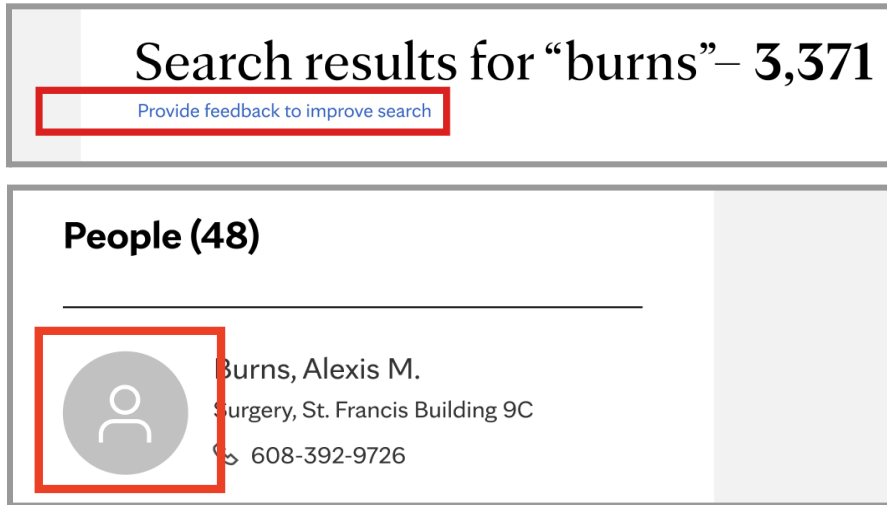 Search results for “burns”– 3,371
Provide feedback to improve search
People (48)
Burns, Alexis M.
Surgery, St. Francis Building 9C
608-392-9726